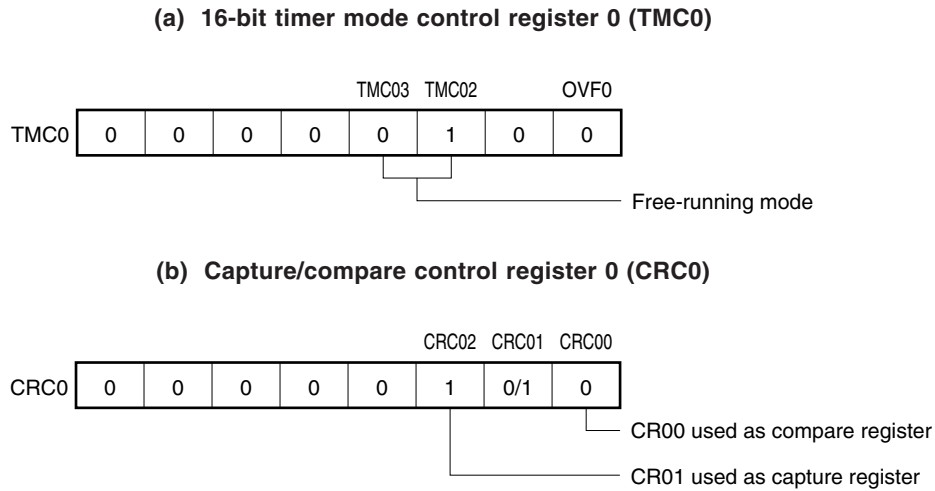 (a) 16-bit timer mode control register 0 (TMC0)
TMC03 TMC02 OVF0
TMC0 0 0 0 0 0 1 0 0
Free-running mode
(b) Capture/compare control register 0 (CRC0)
CRC02 CRC01 CRC00
CRC0 0 0 0 0 0 1 0/1 0
CR00 used as compare register
CR01 used as capture register